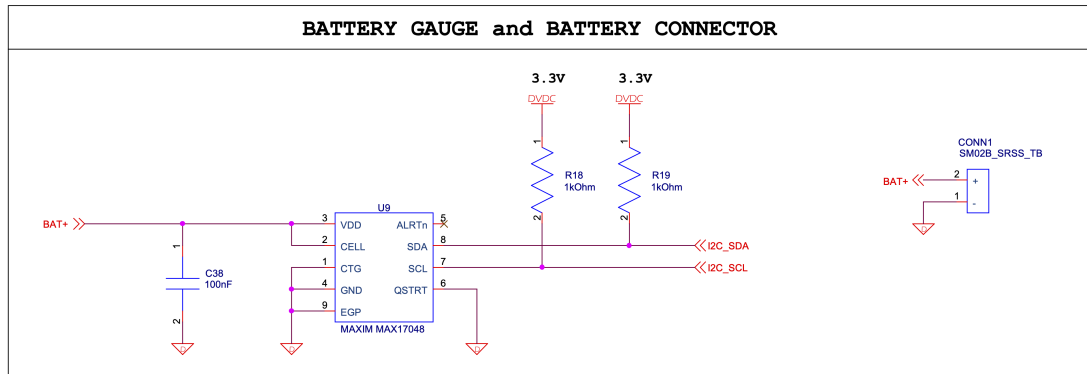 BATTERY GAUGE and BATTERY CONNECTOR
3.3V 3.3V
DVDC DVDC
CONN1
SM02B_SRSS_TB
1 1
R18 R19
1kOhm 1kOhm
BAT+ 2 +
1 -
2 2
D
U9
BAT+ 3 VDD ALRTn 5
2 CELL SDA 8 I2C_SDA
1 CTG SCL 7 I2C_SCL
4 GND QSTRT 6
9 EGP
MAXIM MAX17048
1
C38
100nF
2
D D D